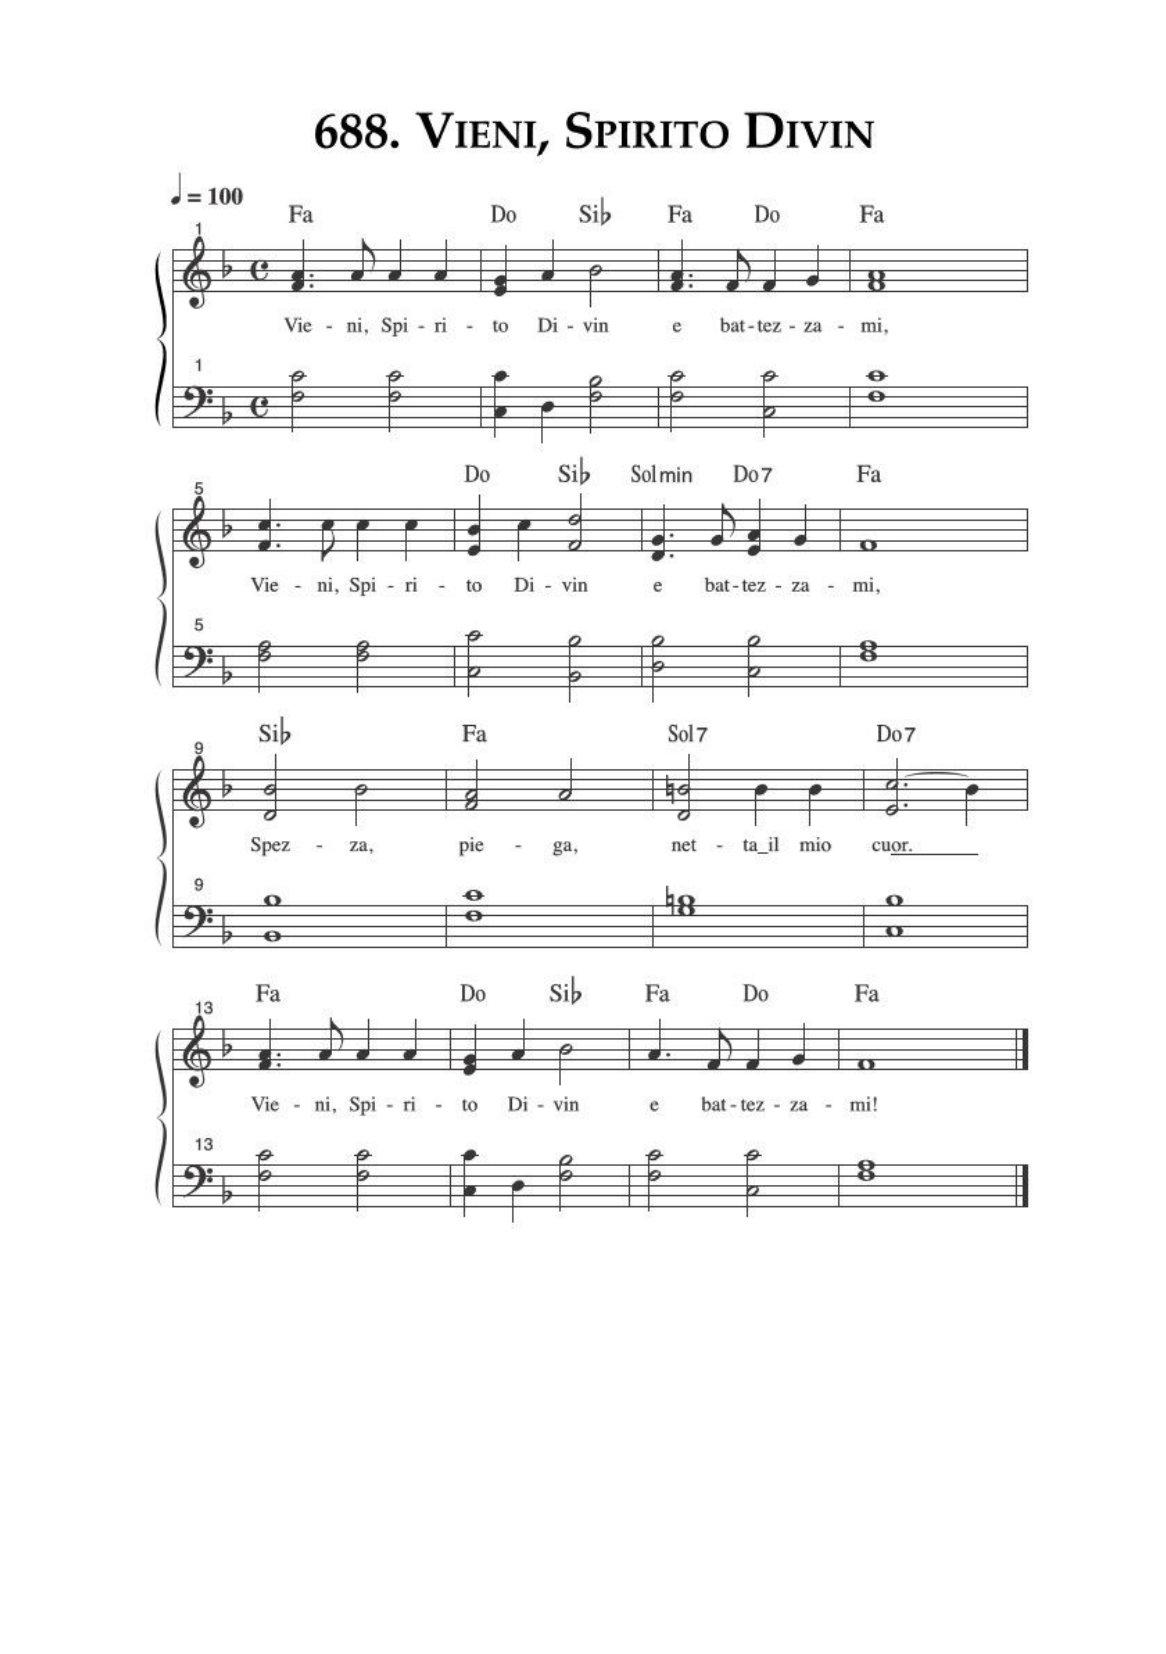 688. Vieni, Spirito Divin
♩ = 100
Fa Do Si♭ Fa Do Fa
1
Vie - ni, Spi - ri - to Di - vin e bat - tez - za - mi,
1
Do Si♭ Solmin Do7 Fa
5
Vie - ni, Spi - ri - to Di - vin e bat - tez - za - mi,
5
Si♭ Fa Sol7 Do7
9
Spez - za, pie - ga, net - ta_il mio cuor.
9
Fa Do Si♭ Fa Do Fa
13
Vie - ni, Spi - ri - to Di - vin e bat - tez - za - mi!
13